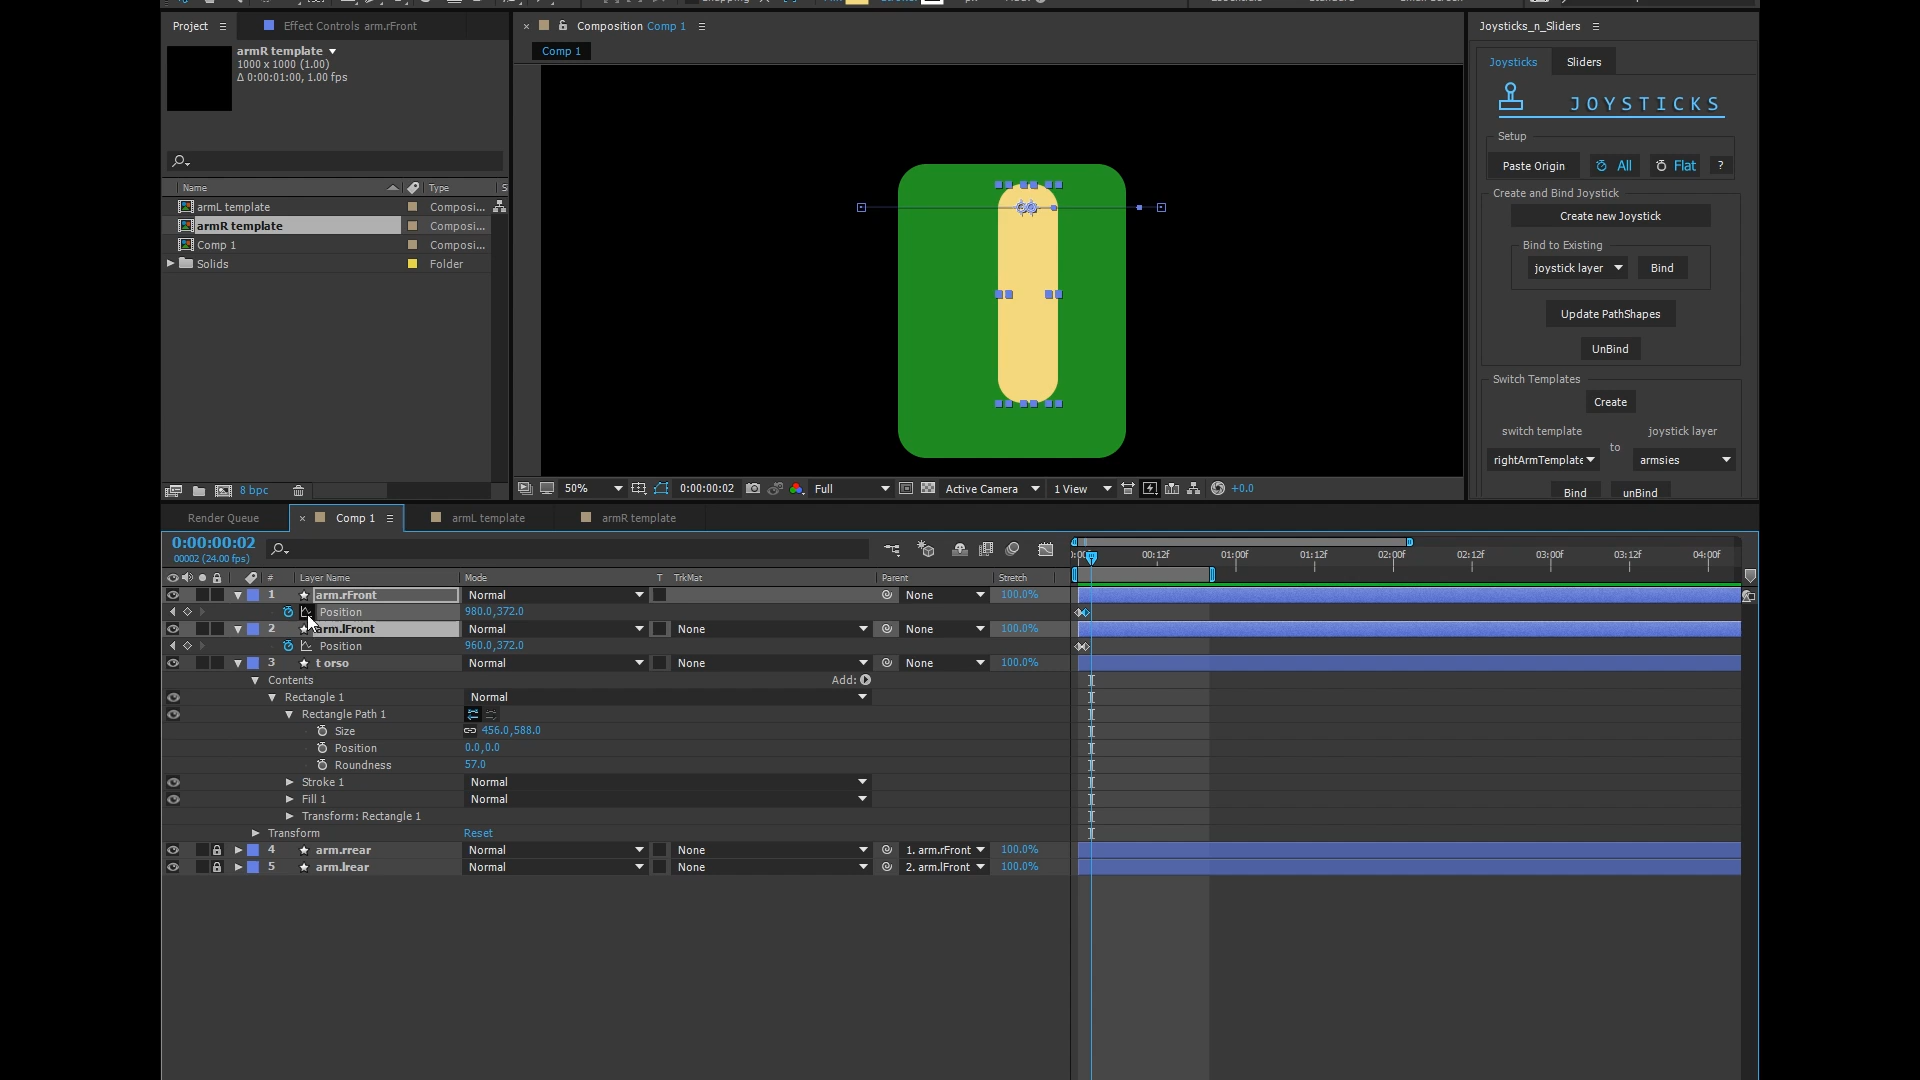 Project
Effect Controls arm.rFront
Composition Comp 1
Joysticks_n_Sliders
armR template
1000 x 1000 (1.00)
Δ 0:00:01:00, 1.00 fps
Comp 1
Joysticks
Sliders
JOYSTICKS
Setup
Paste Origin
All
Flat
?
Name
Type
S
Create and Bind Joystick
armL template
Composi...
Create new Joystick
armR template
Composi...
Comp 1
Composi...
Bind to Existing
Solids
Folder
joystick layer
Bind
Update PathShapes
UnBind
Switch Templates
Create
switch template
joystick layer
to
rightArmTemplate
armsies
8 bpc
50%
0:00:00:02
Full
Active Camera
1 View
+0.0
Bind
unBind
Render Queue
Comp 1
armL template
armR template
0:00:00:02
00002 (24.00 fps)
00:12f
01:00f
01:12f
02:00f
02:12f
03:00f
03:12f
04:00f
#
Layer Name
Mode
T
TrkMat
Parent
Stretch
1
arm.rFront
Normal
None
100.0%
Position
980.0,372.0
2
arm.lFront
Normal
None
None
100.0%
Position
960.0,372.0
3
t orso
Normal
None
None
100.0%
Contents
Add:
Rectangle 1
Normal
Rectangle Path 1
Size
456.0,588.0
Position
0.0,0.0
Roundness
57.0
Stroke 1
Normal
Fill 1
Normal
Transform: Rectangle 1
Transform
Reset
4
arm.rrear
Normal
None
1. arm.rFront
100.0%
5
arm.lrear
Normal
None
2. arm.lFront
100.0%